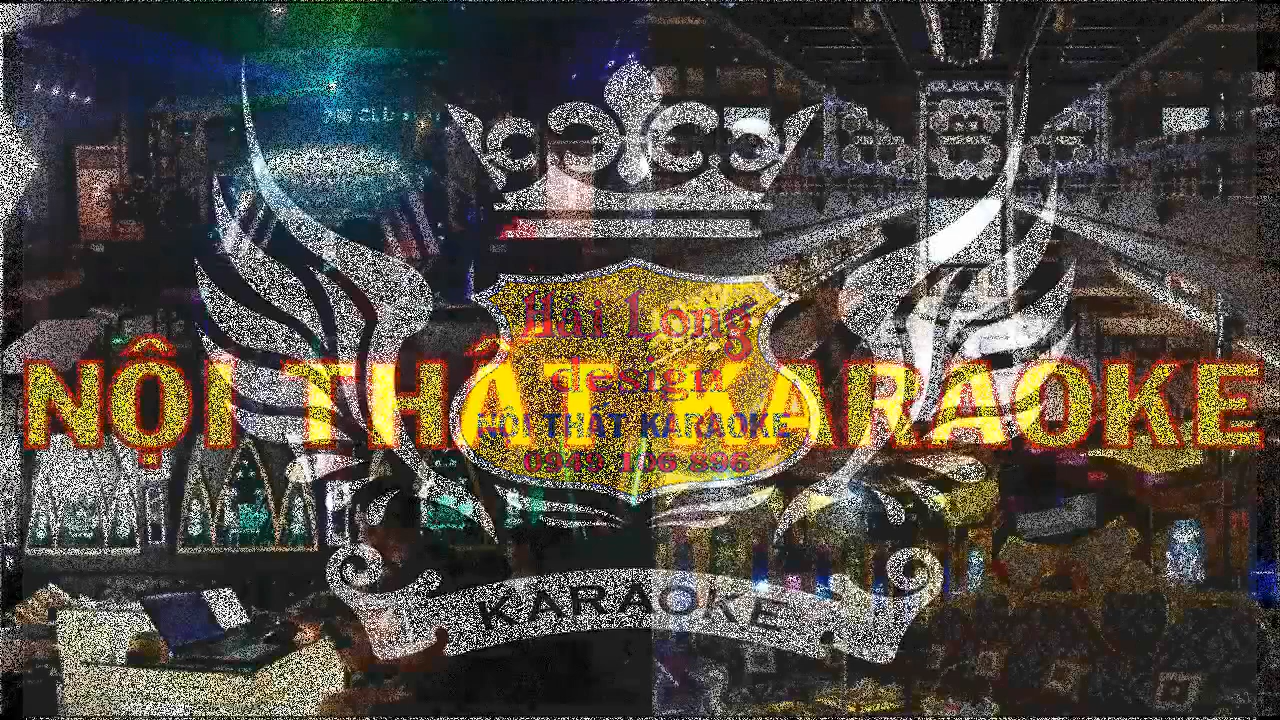 Hải Long
design
NỘI THẤT KARAOKE
NỘI THẤT KARAOKE
0949 106 896
KARAOKE